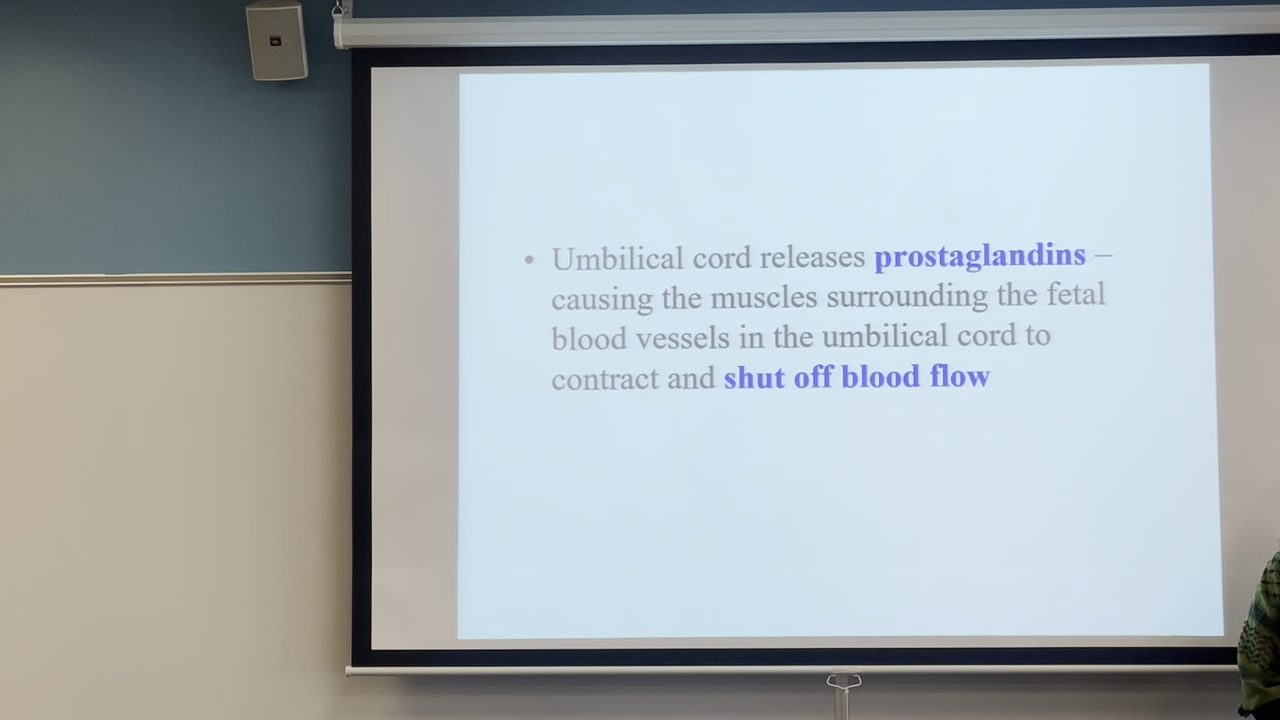 • Umbilical cord releases prostaglandins –
causing the muscles surrounding the fetal
blood vessels in the umbilical cord to
contract and shut off blood flow